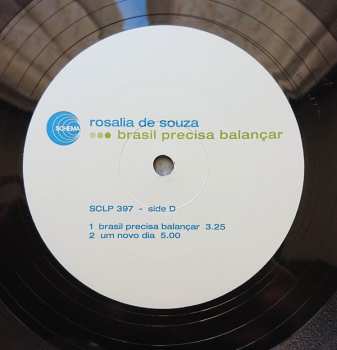 SCHEMA
rosalia de souza
brasil precisa balançar
SCLP 397 - side D
1 brasil precisa balançar 3.25
2 um novo dia 5.00